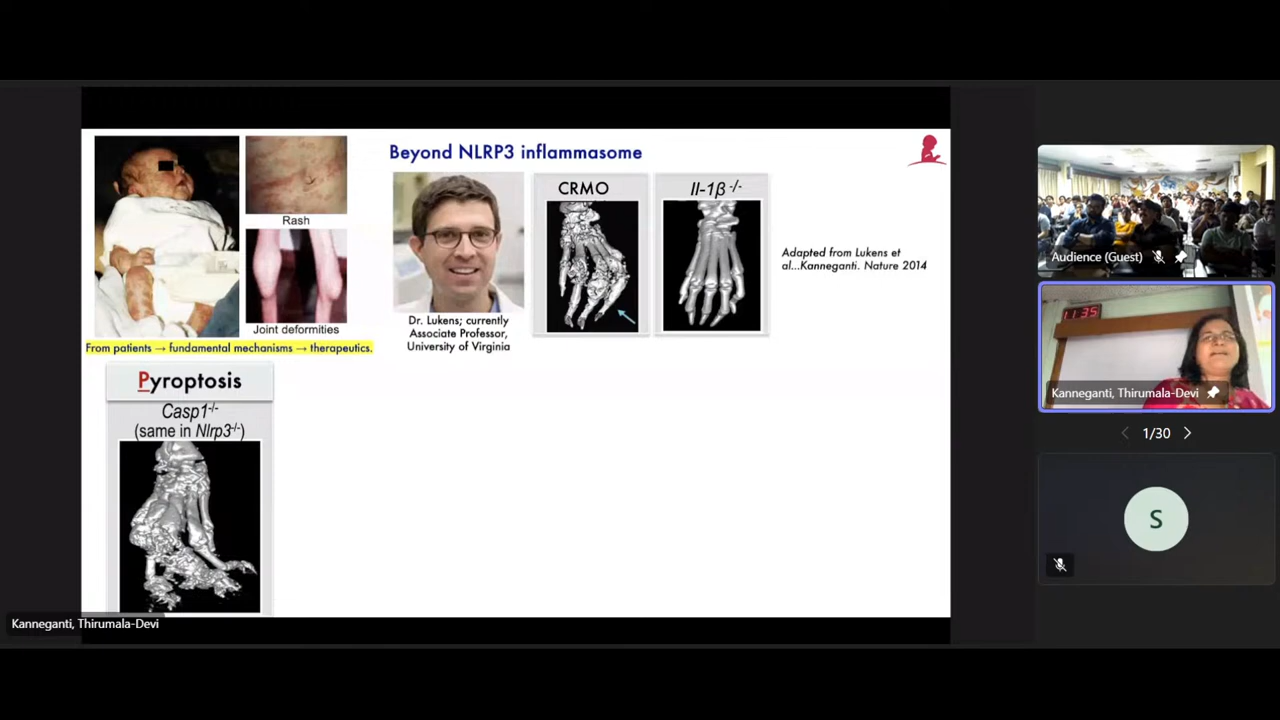 Beyond NLRP3 inflammasome
Rash
Joint deformities
From patients → fundamental mechanisms → therapeutics.
Dr. Lukens; currently
Associate Professor,
University of Virginia
CRMO
Il-1β -/-
Adapted from Lukens et
al...Kanneganti. Nature 2014
Pyroptosis
Casp1-/-
(same in Nlrp3-/-)
Kanneganti, Thirumala-Devi
Audience (Guest)
11:35
Kanneganti, Thirumala-Devi
1/30
S